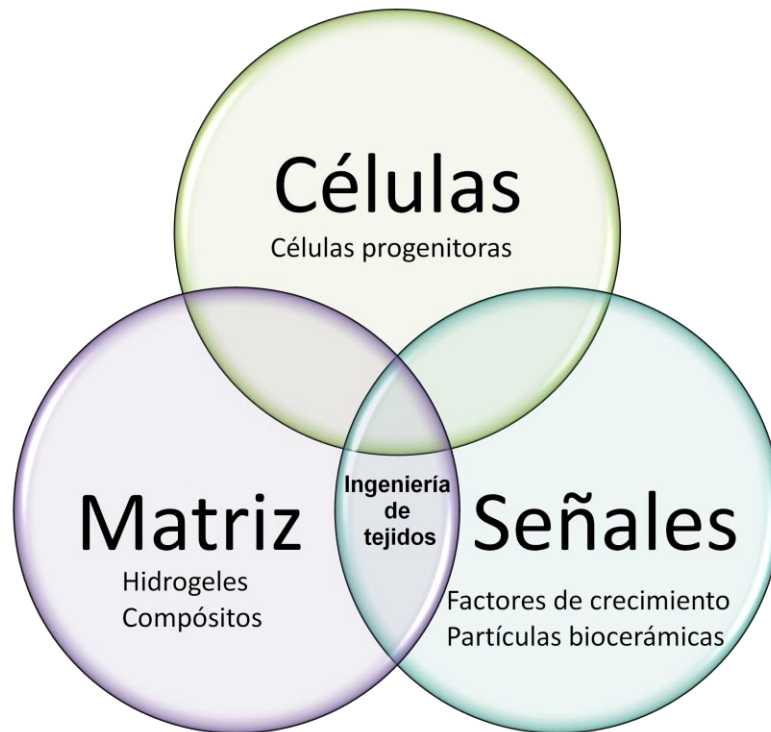 Células
Células progenitoras
Matriz
Hidrogeles
Compósitos
Ingeniería
de
tejidos
Señales
Factores de crecimiento
Partículas biocerámicas